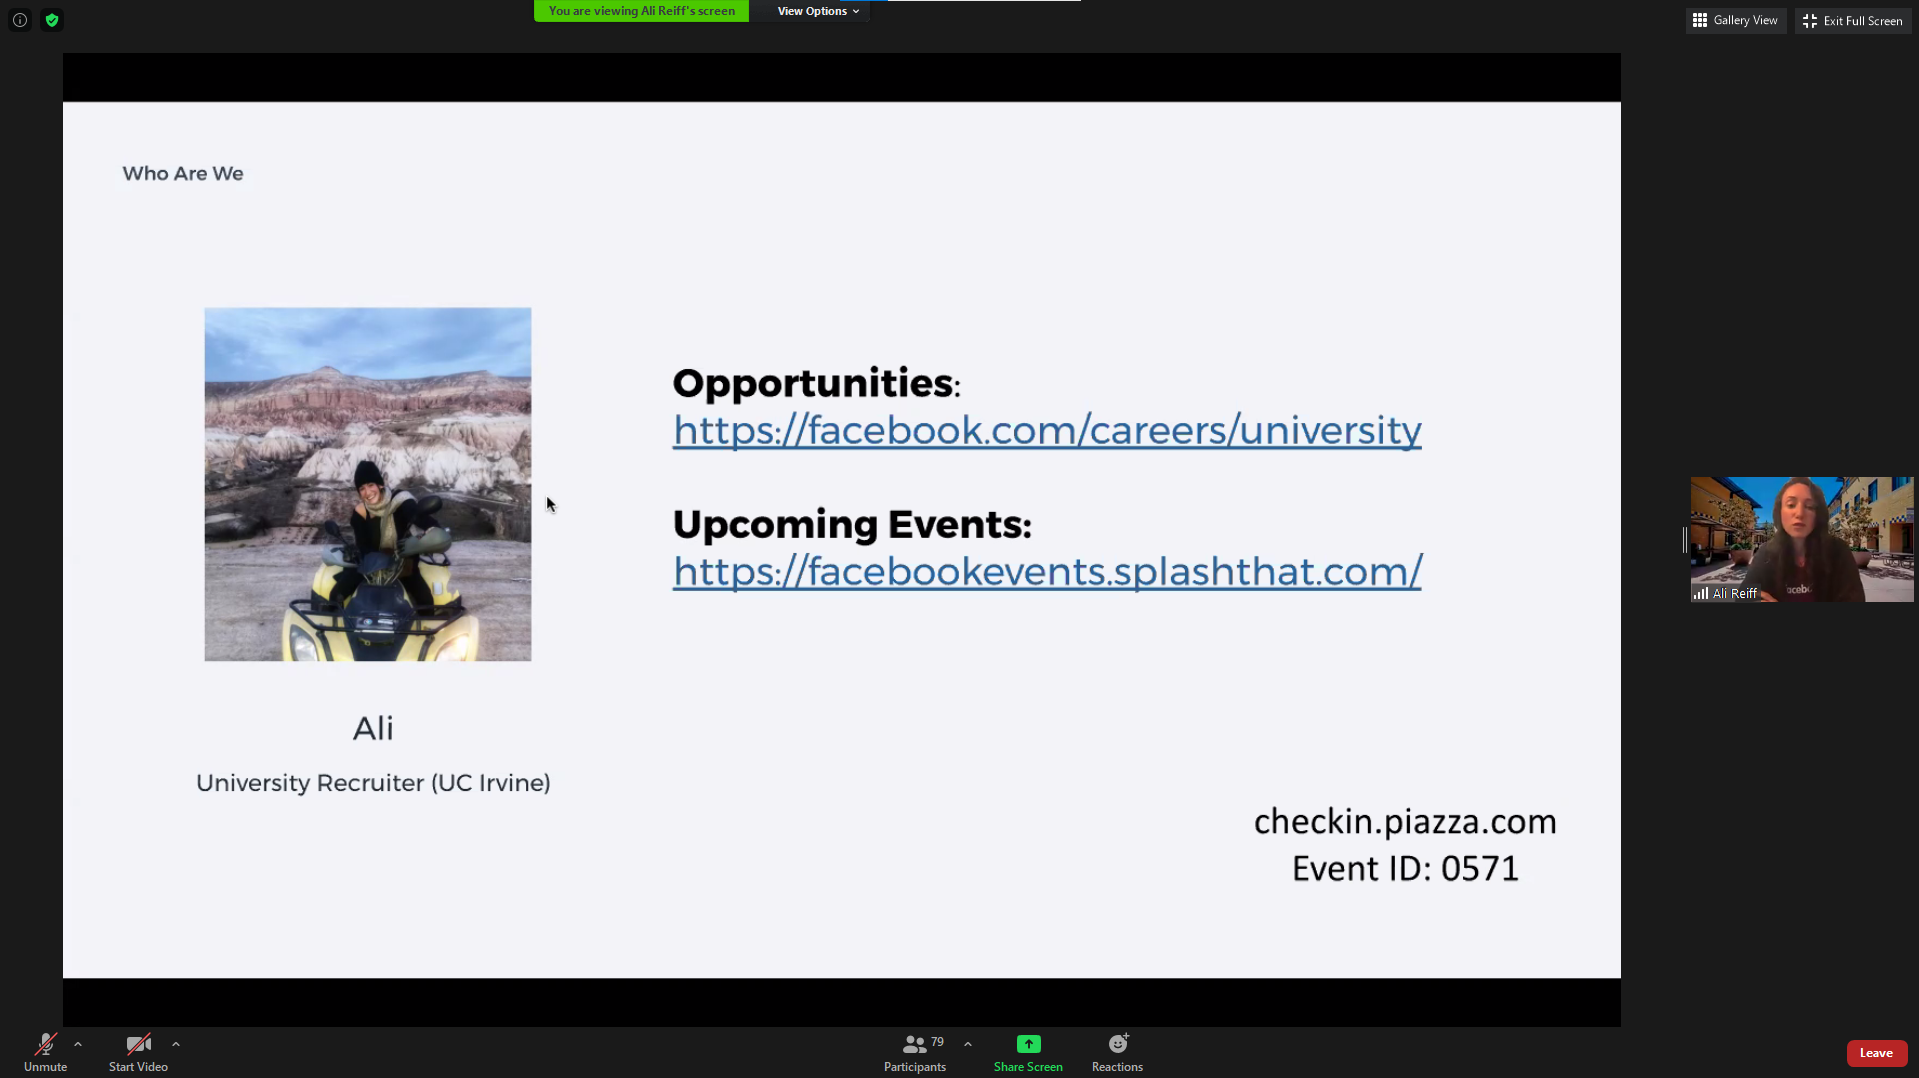 You are viewing Ali Reiff's screen
View Options
Gallery View
Exit Full Screen
Who Are We
Opportunities:
https://facebook.com/careers/university
Upcoming Events:
https://facebookevents.splashthat.com/
Ali
University Recruiter (UC Irvine)
checkin.piazza.com
Event ID: 0571
Ali Reiff
Unmute
Start Video
79
Participants
Share Screen
Reactions
Leave